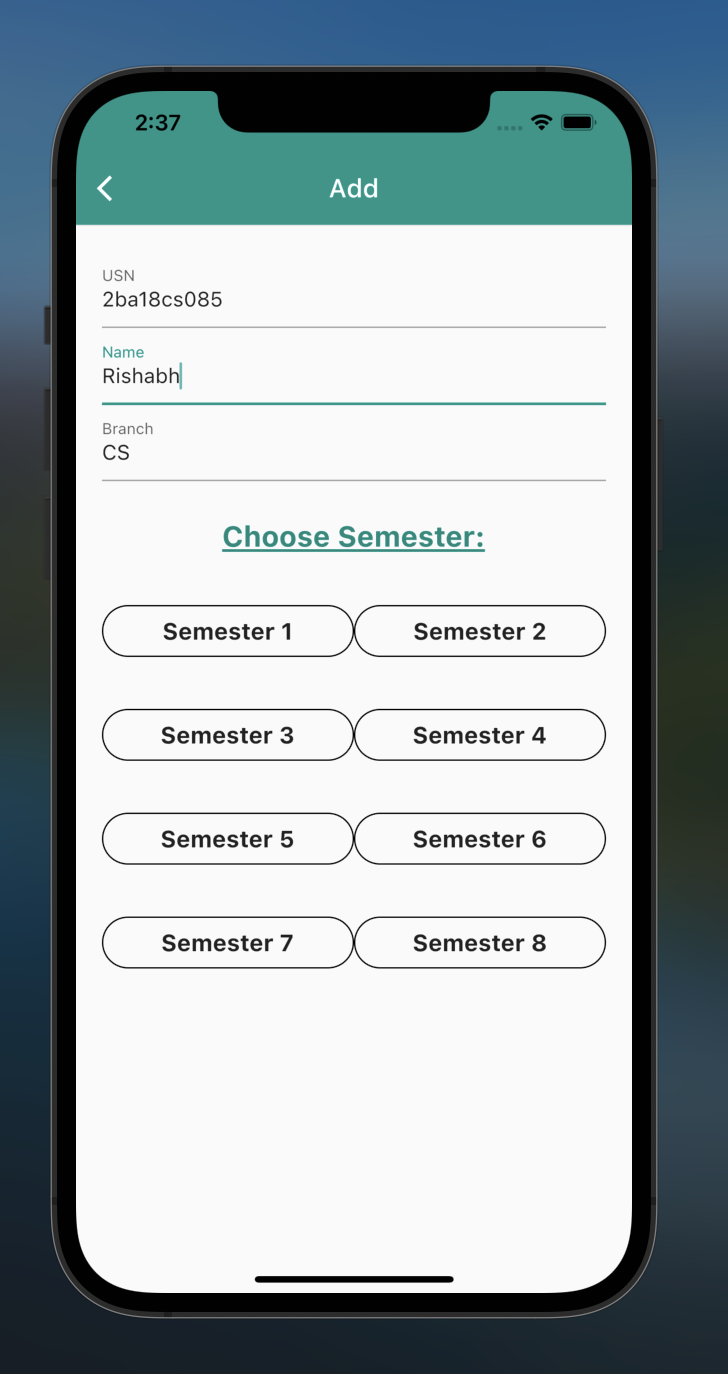 2:37
Add
USN
2ba18cs085
Name
Rishabh
Branch
CS
Choose Semester:
Semester 1 Semester 2
Semester 3 Semester 4
Semester 5 Semester 6
Semester 7 Semester 8